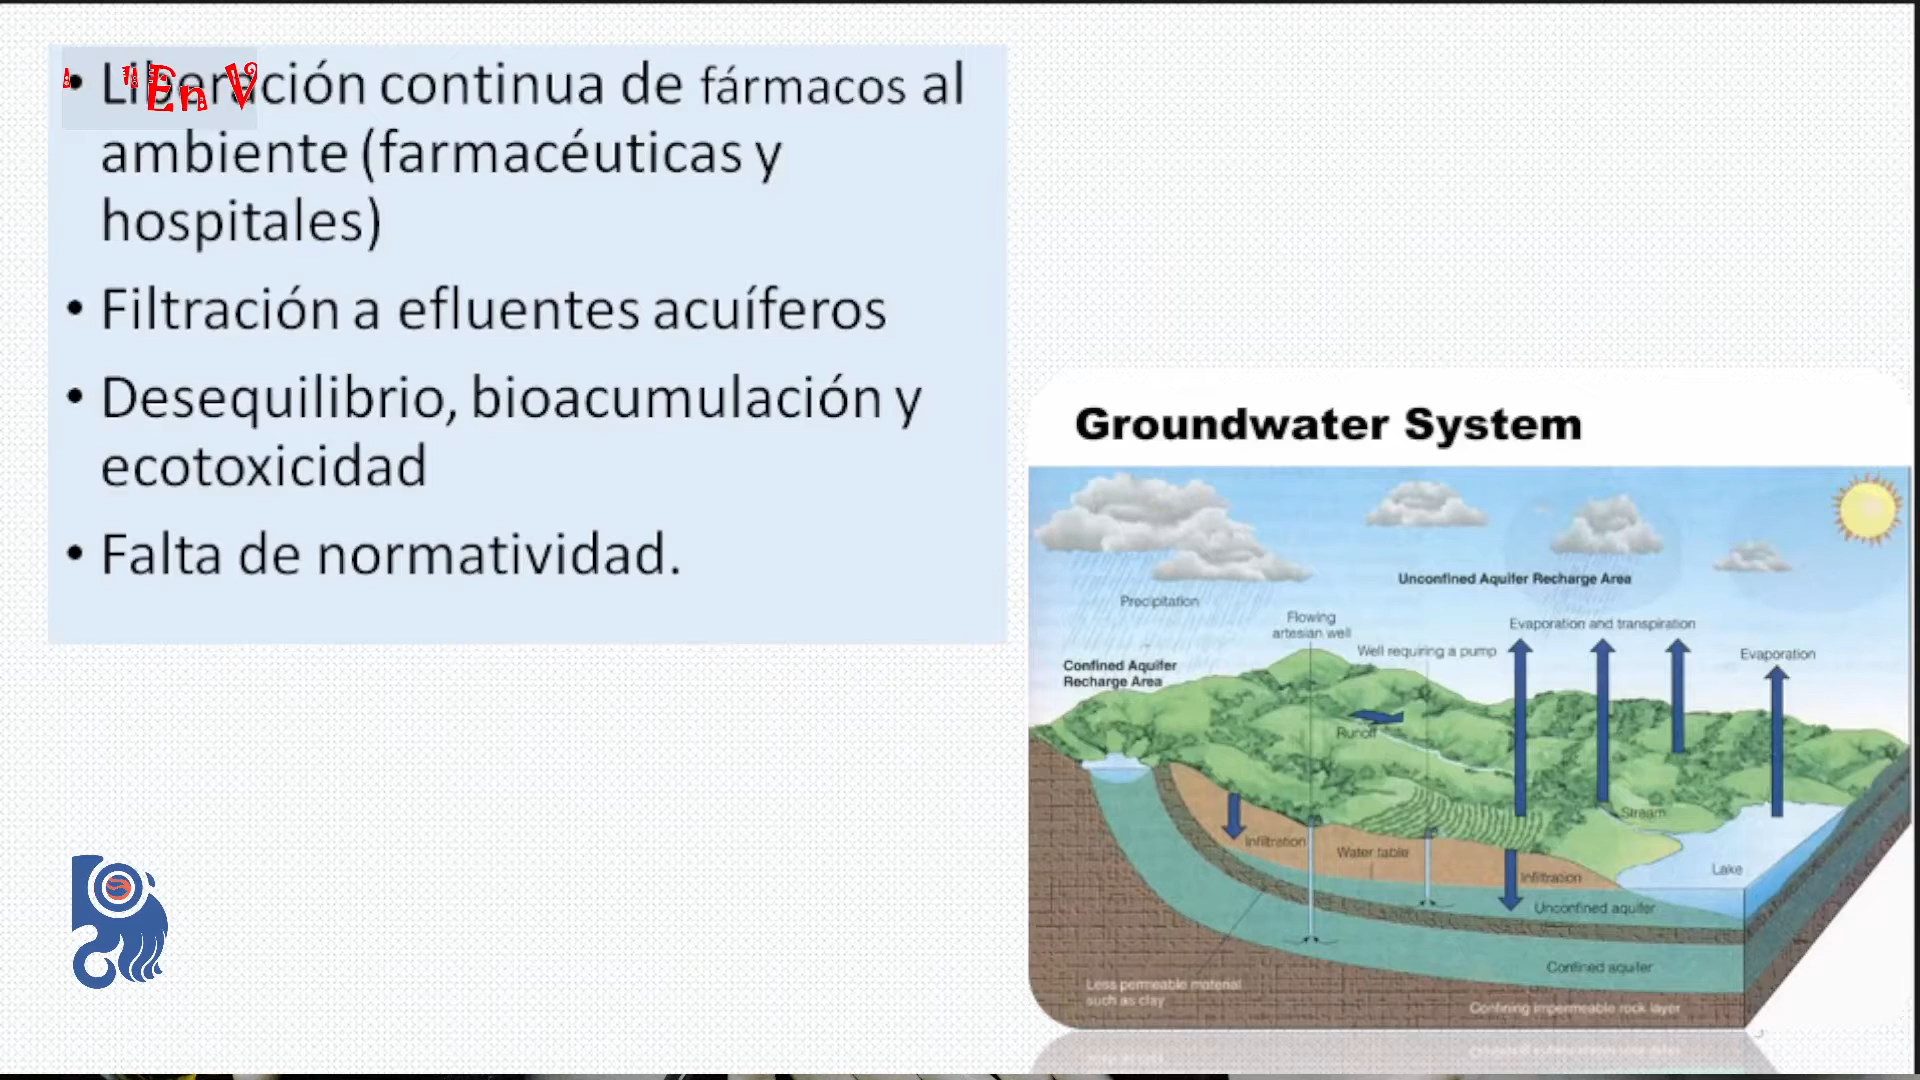 "En V
• Liberación continua de fármacos al
ambiente (farmacéuticas y
hospitales)
• Filtración a efluentes acuíferos
• Desequilibrio, bioacumulación y
ecotoxicidad
• Falta de normatividad.
Groundwater System
Unconfined Aquifer Recharge Area
Precipitation
Flowing
artesian well
Evaporation and transpiration
Well requiring a pump
Evaporation
Confined Aquifer
Recharge Area
Runoff
Stream
Infiltration
Water table
Lake
Infiltration
Unconfined aquifer
Confined aquifer
Less permeable material
such as clay
Confining impermeable rock layer